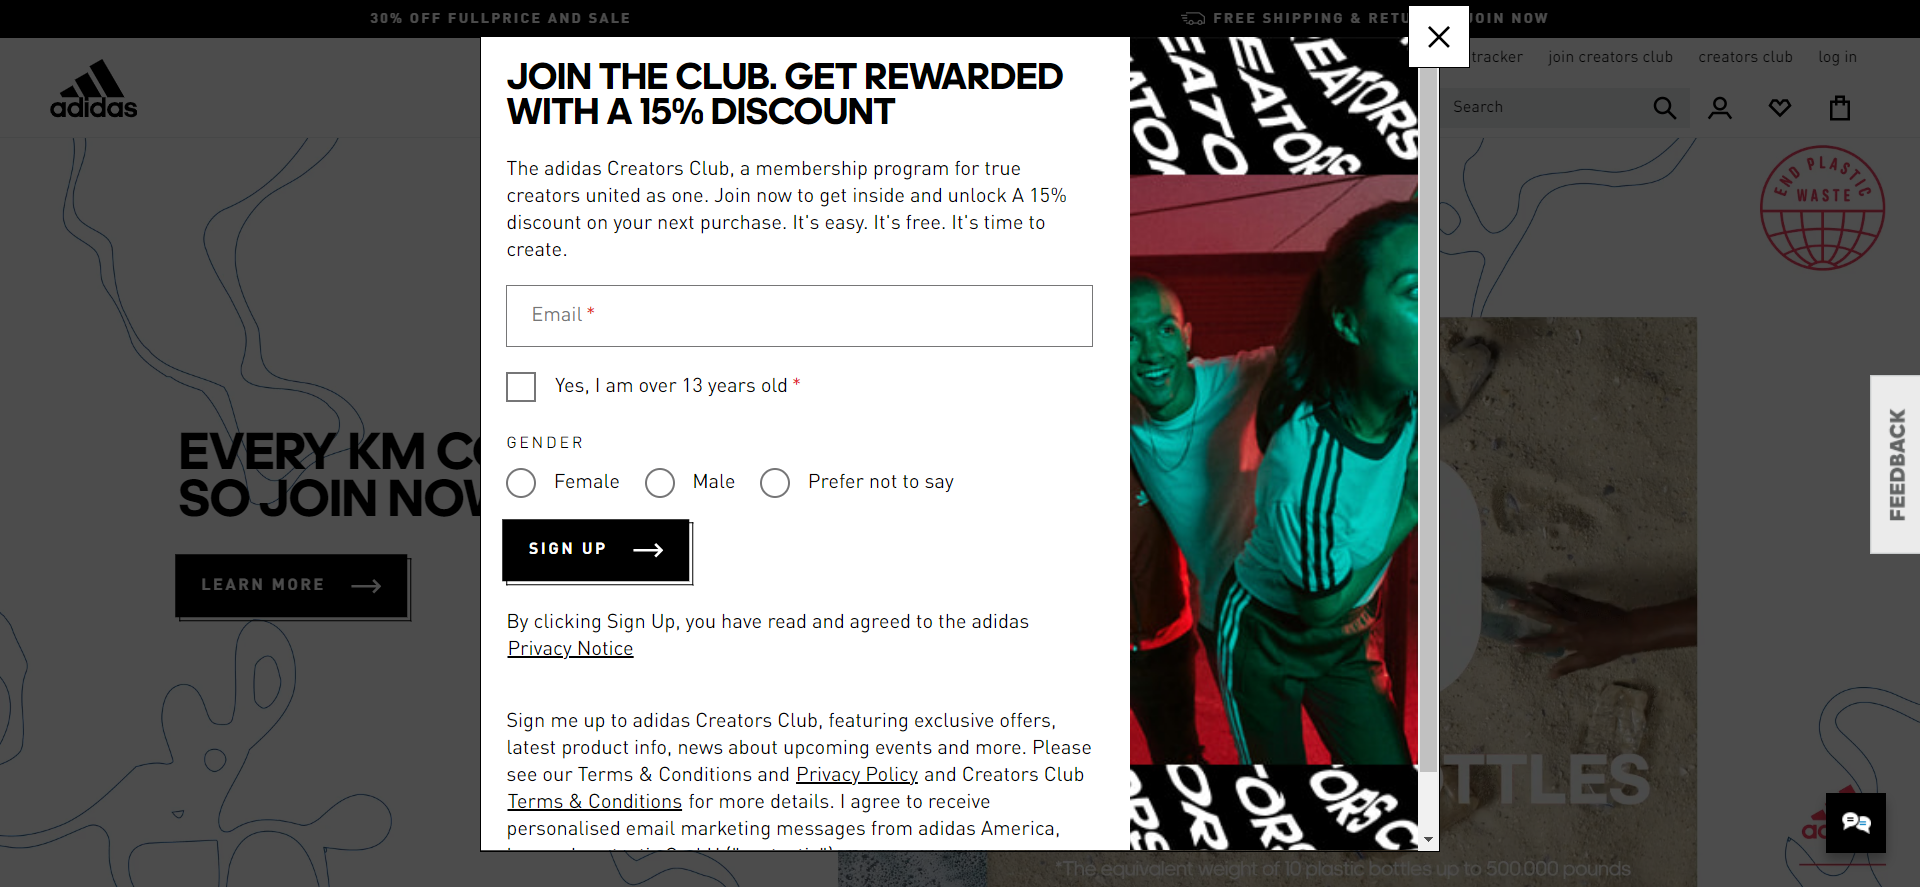 30% OFF FULLPRICE AND SALE
FREE SHIPPING & JOIN NOW
adidas
tracker
join creators club
creators club
log in
Search
JOIN THE CLUB. GET REWARDED
WITH A 15% DISCOUNT
The adidas Creators Club, a membership program for true
creators united as one. Join now to get inside and unlock A 15%
discount on your next purchase. It's easy. It's free. It's time to
create.
Email *
Yes, I am over 13 years old *
GENDER
Female
Male
Prefer not to say
SIGN UP
By clicking Sign Up, you have read and agreed to the adidas
Privacy Notice
Sign me up to adidas Creators Club, featuring exclusive offers,
latest product info, news about upcoming events and more. Please
see our Terms & Conditions and Privacy Policy and Creators Club
Terms & Conditions for more details. I agree to receive
personalised email marketing messages from adidas America,
EVERY KM
SO JOIN NOW
LEARN MORE
END PLASTIC
WASTE
FEEDBACK
TTLES
*The equivalent weight of 10 plastic bottles up to 500.000 pounds